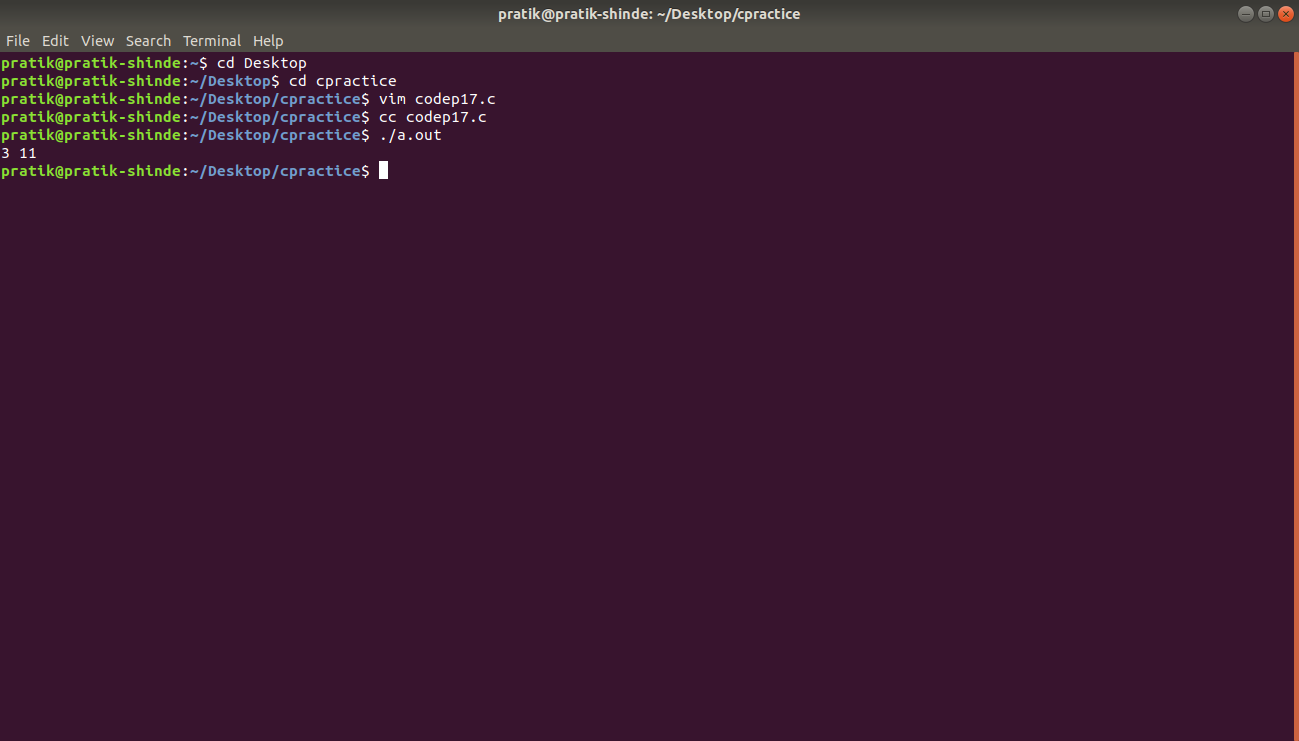 pratik@pratik-shinde: ~/Desktop/cpractice
File Edit View Search Terminal Help
pratik@pratik-shinde:~$ cd Desktop
pratik@pratik-shinde:~/Desktop$ cd cpractice
pratik@pratik-shinde:~/Desktop/cpractice$ vim codep17.c
pratik@pratik-shinde:~/Desktop/cpractice$ cc codep17.c
pratik@pratik-shinde:~/Desktop/cpractice$ ./a.out
3 11
pratik@pratik-shinde:~/Desktop/cpractice$